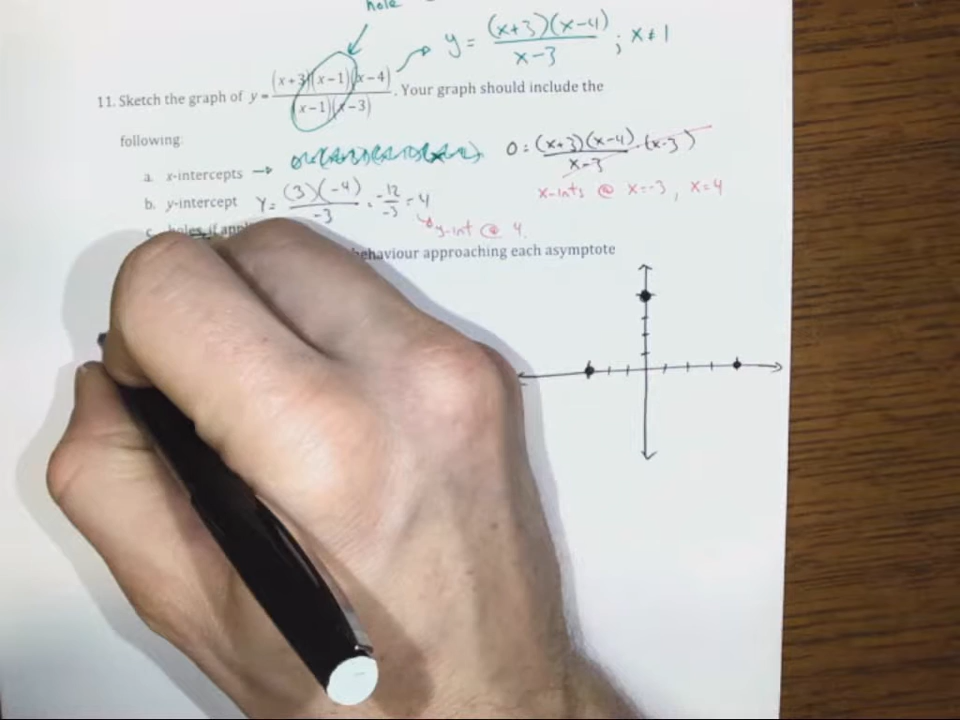 hole
y = (x+3)(x-4) / x-3 ; x≠1
11. Sketch the graph of y = (x+3)(x-1)(x-4) / (x-1)(x-3). Your graph should include the
following:
a. x-intercepts → 0 = (x+3)(x-4) / x-3 · (x-3)
x-ints @ x=-3, x=4
b. y-intercept y = (3)(-4) / -3 = -12 / -3 = 4
y-int @ 4
c. holes, if
behaviour approaching each asymptote